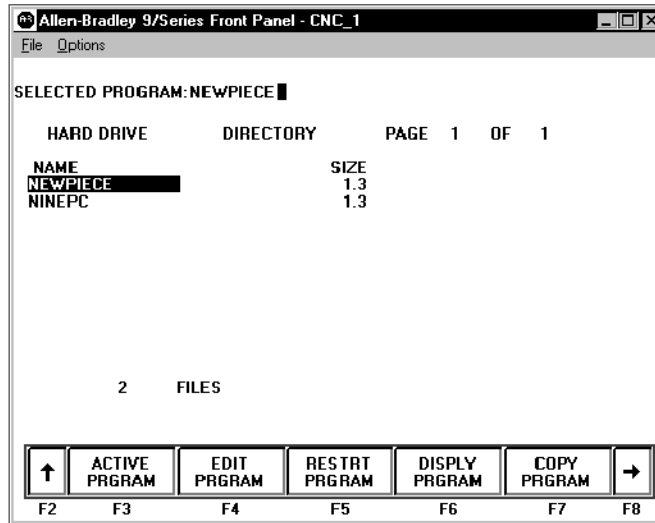 Allen-Bradley 9/Series Front Panel - CNC_1
File Options
SELECTED PROGRAM:NEWPIECE
HARD DRIVE DIRECTORY PAGE 1 OF 1
NAME SIZE
NEWPIECE 1.3
NINEPC 1.3
2 FILES
ACTIVE EDIT RESTRT DISPLY COPY
PRGRAM PRGRAM PRGRAM PRGRAM PRGRAM
F2 F3 F4 F5 F6 F7 F8